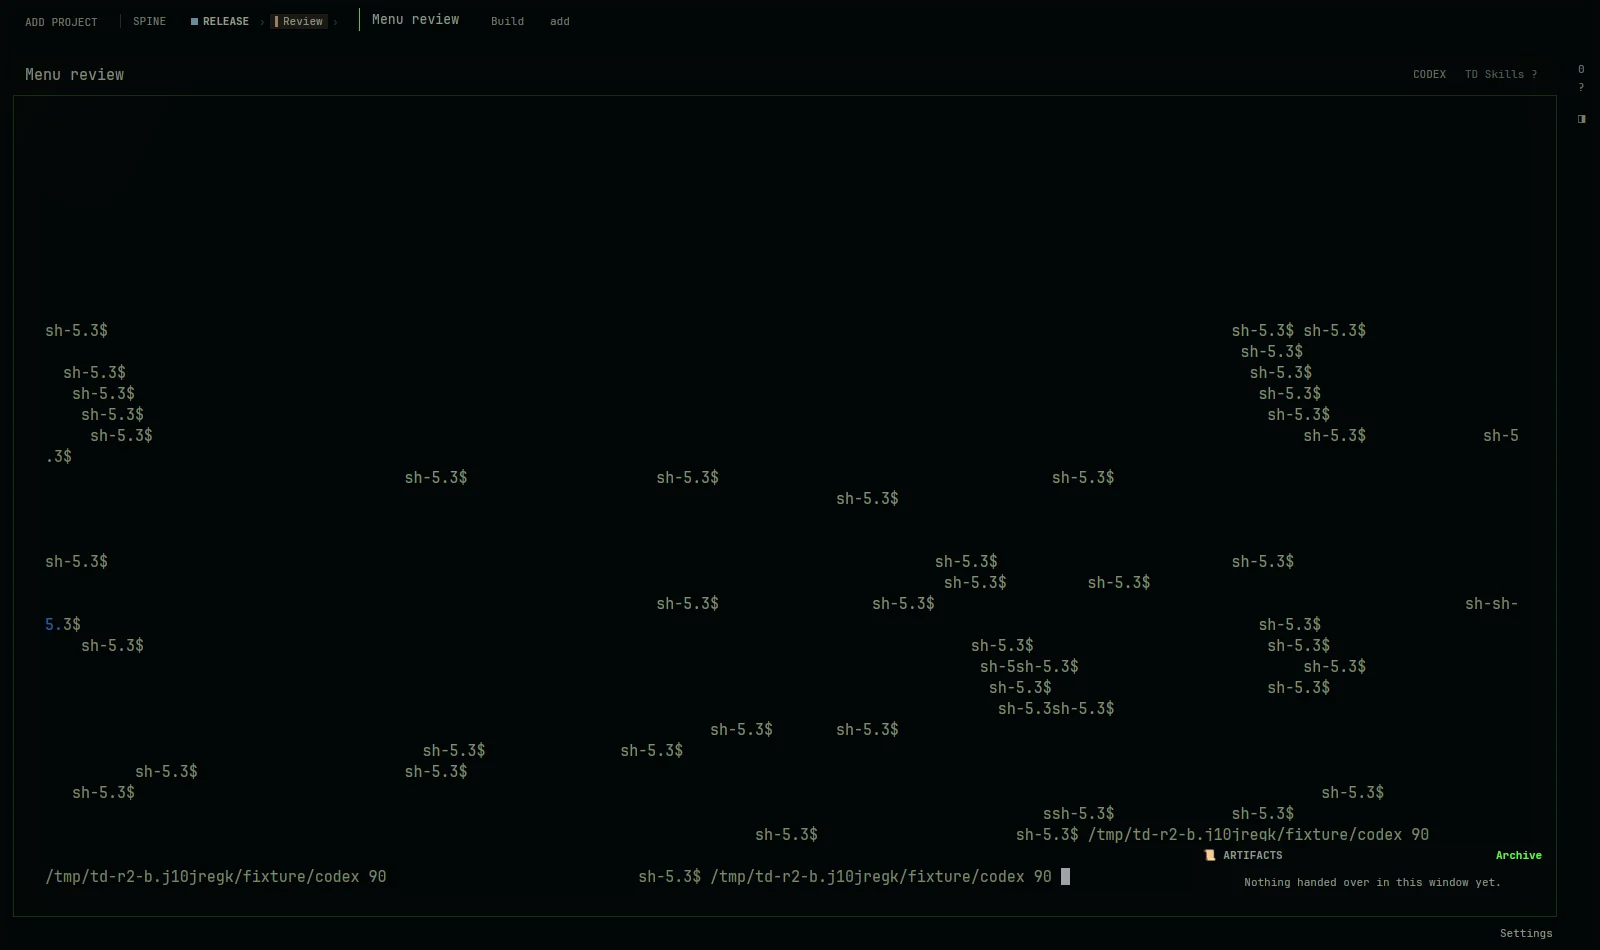 ADD PROJECT SPINE RELEASE › Review › Menu review Build add
Menu review CODEX TD Skills ?
0
?
sh-5.3$ sh-5.3$ sh-5.3$
sh-5.3$
sh-5.3$ sh-5.3$
sh-5.3$ sh-5.3$
sh-5.3$ sh-5.3$
sh-5.3$ sh-5.3$ sh-5
.3$
sh-5.3$ sh-5.3$ sh-5.3$
sh-5.3$
sh-5.3$ sh-5.3$ sh-5.3$
sh-5.3$ sh-5.3$
sh-5.3$ sh-5.3$ sh-sh-
5.3$ sh-5.3$
sh-5.3$ sh-5.3$ sh-5.3$
sh-5sh-5.3$ sh-5.3$
sh-5.3$ sh-5.3$
sh-5.3sh-5.3$
sh-5.3$ sh-5.3$
sh-5.3$ sh-5.3$
sh-5.3$ sh-5.3$
sh-5.3$ sh-5.3$
ssh-5.3$ sh-5.3$
sh-5.3$ sh-5.3$ /tmp/td-r2-b.j10jregk/fixture/codex 90
ARTIFACTS Archive
/tmp/td-r2-b.j10jregk/fixture/codex 90 sh-5.3$ /tmp/td-r2-b.j10jregk/fixture/codex 90
Nothing handed over in this window yet.
Settings